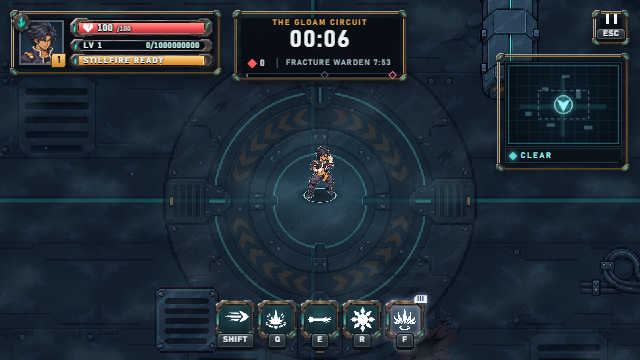 100 /100
LV 1 0/1000000000
1 STILLFIRE READY
THE GLOAM CIRCUIT
00:06
0 FRACTURE WARDEN 7:53
ESC
CLEAR
SHIFT Q E R F